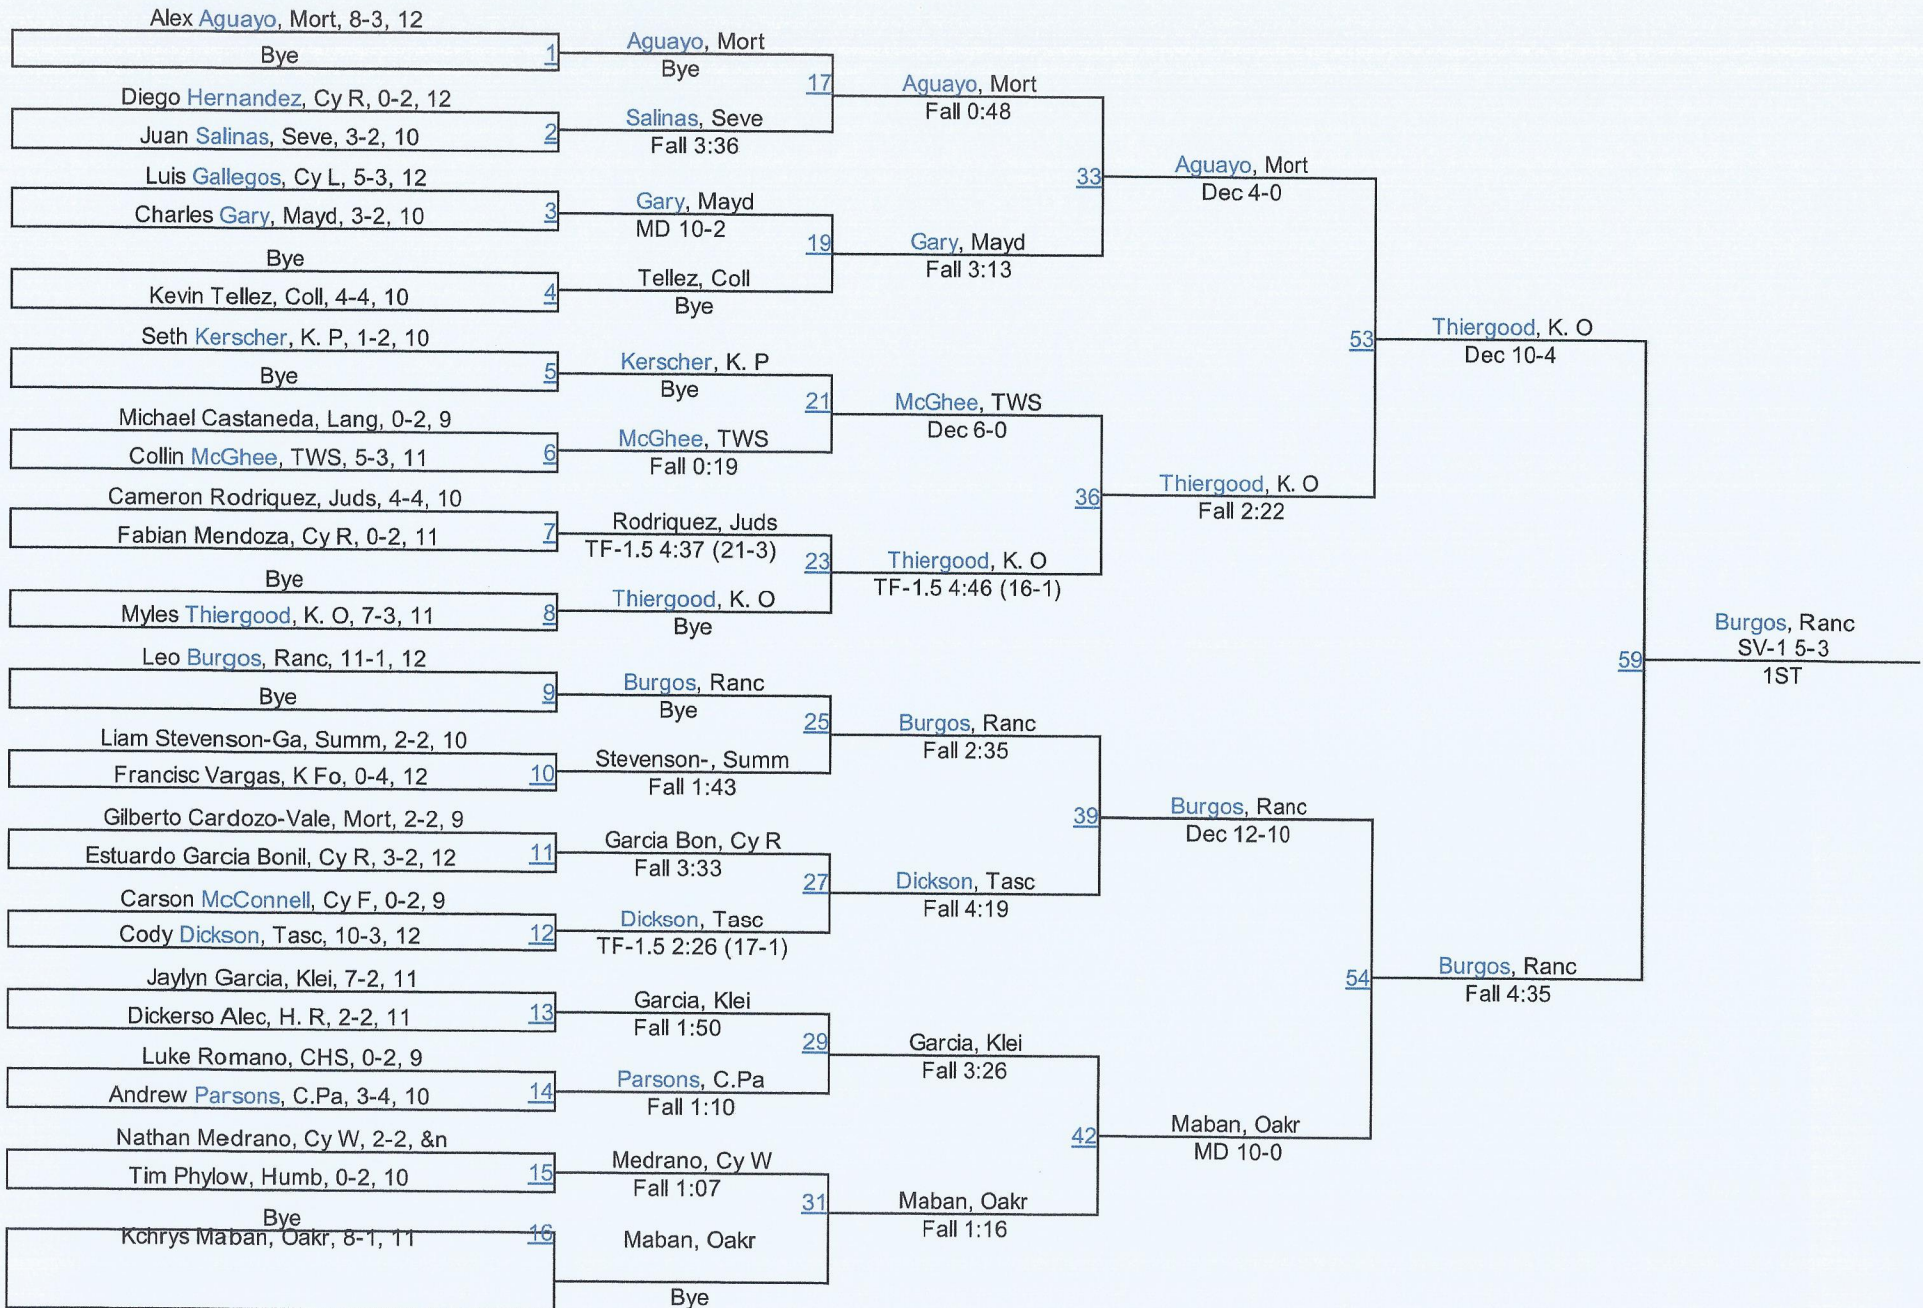 Alex Aguayo, Mort, 8-3, 12
Bye
1
Diego Hernandez, Cy R, 0-2, 12
Juan Salinas, Seve, 3-2, 10
2
Luis Gallegos, Cy L, 5-3, 12
Charles Gary, Mayd, 3-2, 10
3
Bye
Kevin Tellez, Coll, 4-4, 10
4
Seth Kerscher, K. P, 1-2, 10
Bye
5
Michael Castaneda, Lang, 0-2, 9
Collin McGhee, TWS, 5-3, 11
6
Cameron Rodriquez, Juds, 4-4, 10
Fabian Mendoza, Cy R, 0-2, 11
7
Bye
Myles Thiergood, K. O, 7-3, 11
8
Leo Burgos, Ranc, 11-1, 12
Bye
9
Liam Stevenson-Ga, Summ, 2-2, 10
Francisc Vargas, K Fo, 0-4, 12
10
Gilberto Cardozo-Vale, Mort, 2-2, 9
Estuardo Garcia Bonil, Cy R, 3-2, 12
11
Carson McConnell, Cy F, 0-2, 9
Cody Dickson, Tasc, 10-3, 12
12
Jaylyn Garcia, Klei, 7-2, 11
Dickerso Alec, H. R, 2-2, 11
13
Luke Romano, CHS, 0-2, 9
Andrew Parsons, C.Pa, 3-4, 10
14
Nathan Medrano, Cy W, 2-2, &n
Tim Phylow, Humb, 0-2, 10
15
Bye
Kchrys Maban, Oakr, 8-1, 11
16
Aguayo, Mort
Bye
17
Salinas, Seve
Fall 3:36
Gary, Mayd
MD 10-2
19
Tellez, Coll
Bye
Kerscher, K. P
Bye
21
McGhee, TWS
Fall 0:19
Rodriquez, Juds
TF-1.5 4:37 (21-3)
23
Thiergood, K. O
Bye
Burgos, Ranc
Bye
25
Stevenson-, Summ
Fall 1:43
Garcia Bon, Cy R
Fall 3:33
27
Dickson, Tasc
TF-1.5 2:26 (17-1)
Garcia, Klei
Fall 1:50
29
Parsons, C.Pa
Fall 1:10
Medrano, Cy W
Fall 1:07
31
Maban, Oakr
Bye
Aguayo, Mort
Fall 0:48
33
Gary, Mayd
Fall 3:13
McGhee, TWS
Dec 6-0
36
Thiergood, K. O
TF-1.5 4:46 (16-1)
Burgos, Ranc
Fall 2:35
39
Dickson, Tasc
Fall 4:19
Garcia, Klei
Fall 3:26
42
Maban, Oakr
Fall 1:16
Aguayo, Mort
Dec 4-0
53
Thiergood, K. O
Fall 2:22
Burgos, Ranc
Dec 12-10
54
Maban, Oakr
MD 10-0
Thiergood, K. O
Dec 10-4
59
Burgos, Ranc
Fall 4:35
Burgos, Ranc
SV-1 5-3
1ST